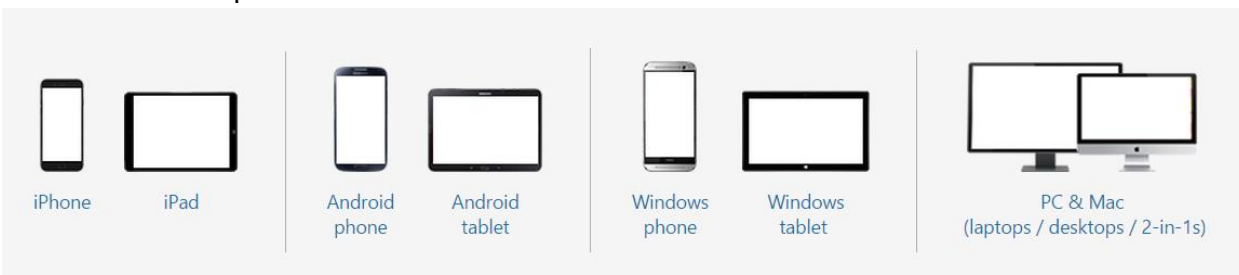 iPhone
iPad
Android
phone
Android
tablet
Windows
phone
Windows
tablet
PC & Mac
(laptops / desktops / 2-in-1s)